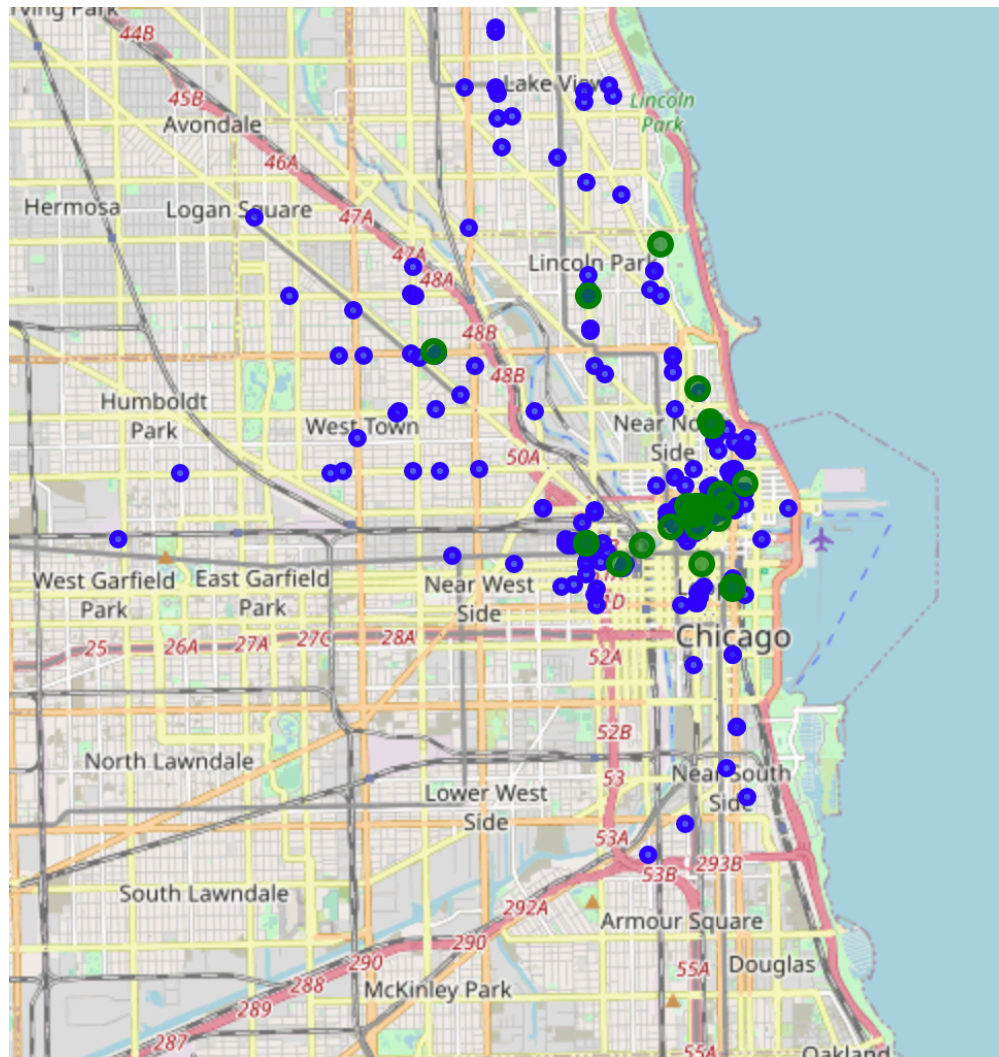 rving Park
44B
Lake View
45B
Lincoln
Park
Avondale
46A
Hermosa
Logan Square
47A
47A
Lincoln Park
48A
48B
48B
Humboldt
Park
West Town
Near No
Side
50A
West Garfield
Park
East Garfield
Park
Near West
Side
Chicago
25
26A
27A
27C
28A
52A
52B
North Lawndale
53
Near South
Side
Lower West
Side
53A
293B
53B
South Lawndale
292A
Armour Square
290
290
Douglas
55A
288
McKinley Park
289
287
55A
Oakland